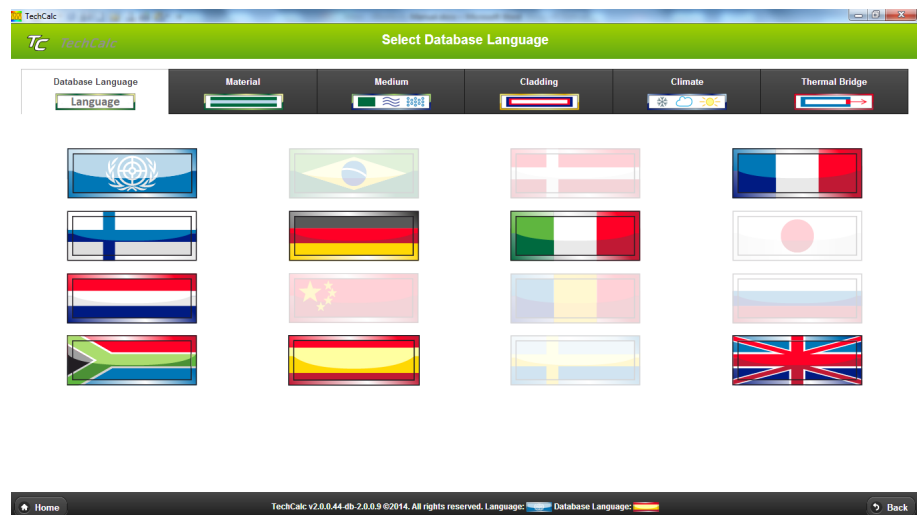 TechCalc
TC TechCalc
Select Database Language
Database Language
Language
Material
Medium
Cladding
Climate
Thermal Bridge
Home
TechCalc v2.0.0.44-db-2.0.0.9 ©2014. All rights reserved. Language: Database Language:
Back